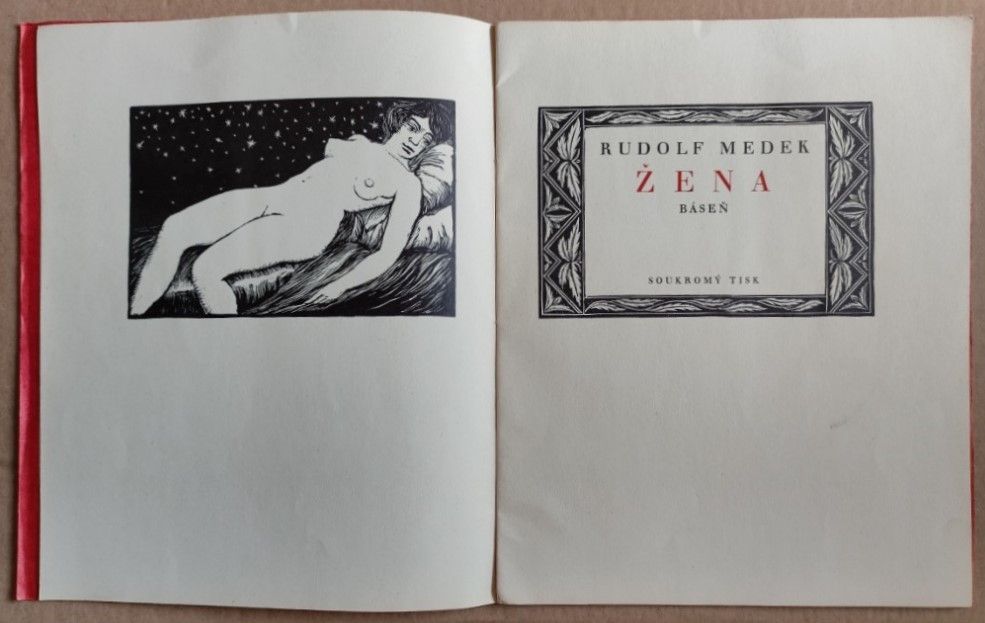 RUDOLF MEDEK
ŽENA
BÁSEŇ
SOUKROMÝ TISK